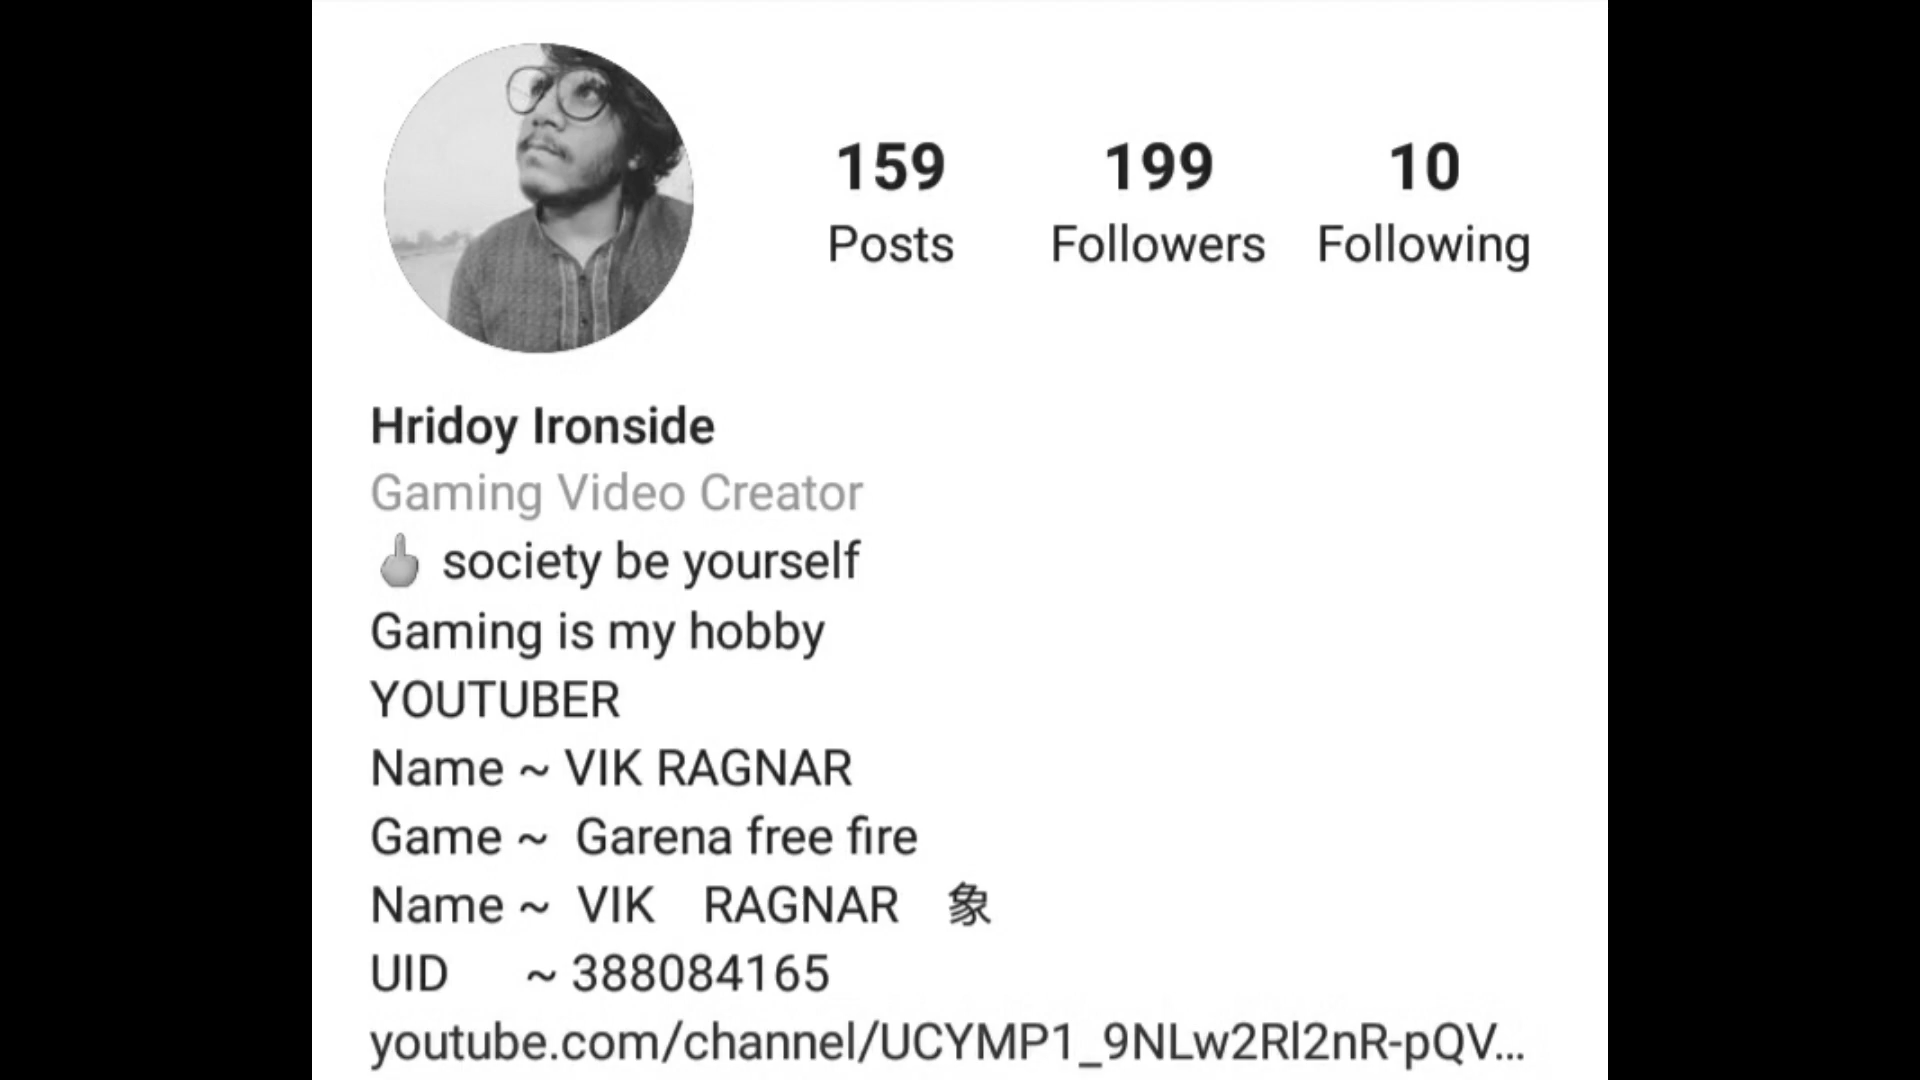 159 199 10
Posts Followers Following
Hridoy Ironside
Gaming Video Creator
🖕 society be yourself
Gaming is my hobby
YOUTUBER
Name ~ VIK RAGNAR
Game ~ Garena free fire
Name ~ VIK RAGNAR 象
UID ~ 388084165
youtube.com/channel/UCYMP1_9NLw2Rl2nR-pQV...